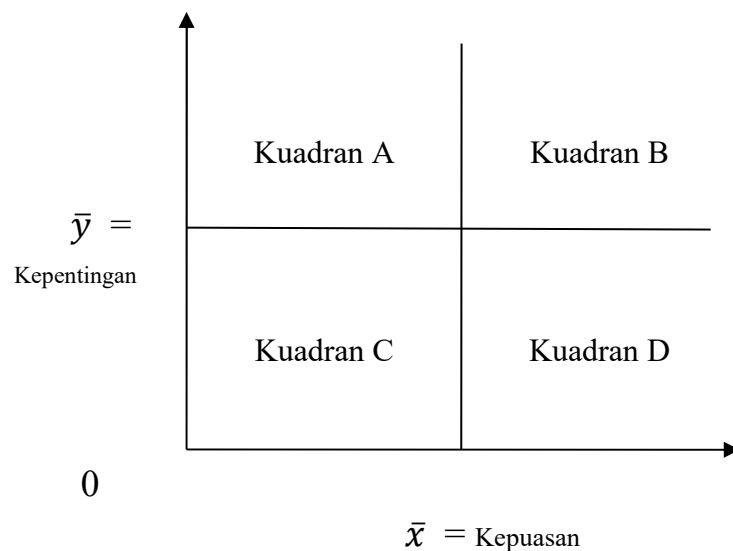 Kuadran A Kuadran B
ȳ =
Kepentingan
Kuadran C Kuadran D
0
x̄ = Kepuasan